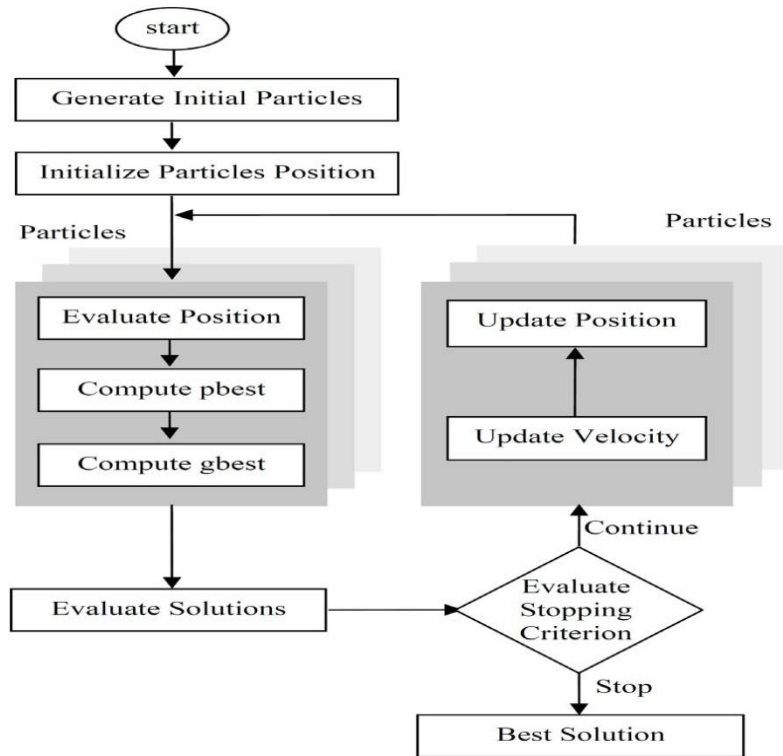 start
Generate Initial Particles
Initialize Particles Position
Particles
Particles
Evaluate Position
Compute pbest
Compute gbest
Update Position
Update Velocity
Continue
Evaluate Solutions
Evaluate
Stopping
Criterion
Stop
Best Solution